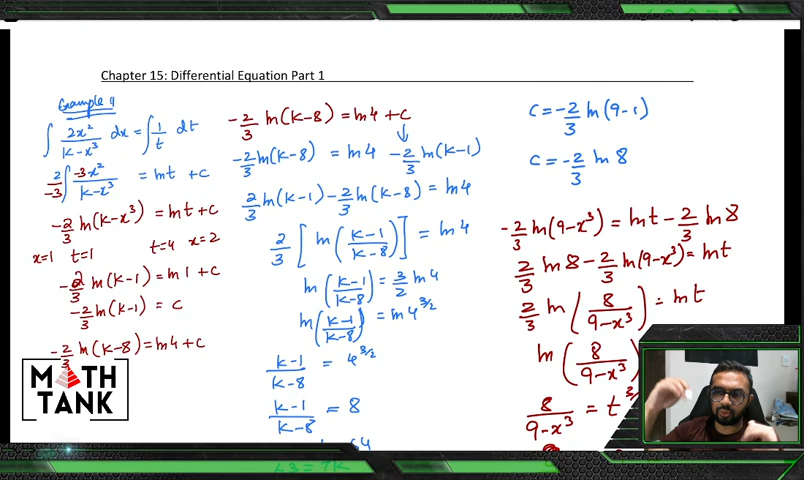 Chapter 15: Differential Equation Part 1
Example 4
∫ 2x²/(k-x³) dx = ∫ 1/t dt
2/-3 ∫ -3x²/(k-x³) = ln t + c
-2/3 ln(k-x³) = ln t + c
x=1 t=1 t=4 x=2
-2/3 ln(k-1) = ln 1 + c
-2/3 ln(k-1) = c
-2/3 ln(k-8) = ln 4 + c
MATH
TANK
-2/3 ln(k-8) = ln 4 + c
-2/3 ln(k-8) = ln 4 -2/3 ln(k-1)
2/3 ln(k-1) - 2/3 ln(k-8) = ln 4
2/3 [ln((k-1)/(k-8))] = ln 4
ln((k-1)/(k-8)) = 3/2 ln 4
ln((k-1)/(k-8)) = ln 4^(3/2)
(k-1)/(k-8) = 4^(3/2)
(k-1)/(k-8) = 8
63 = 7k
c = -2/3 ln(9-1)
c = -2/3 ln 8
-2/3 ln(9-x³) = ln t - 2/3 ln 8
2/3 ln 8 - 2/3 ln(9-x³) = ln t
2/3 ln(8/(9-x³)) = ln t
ln(8/(9-x³))
8/(9-x³) = t